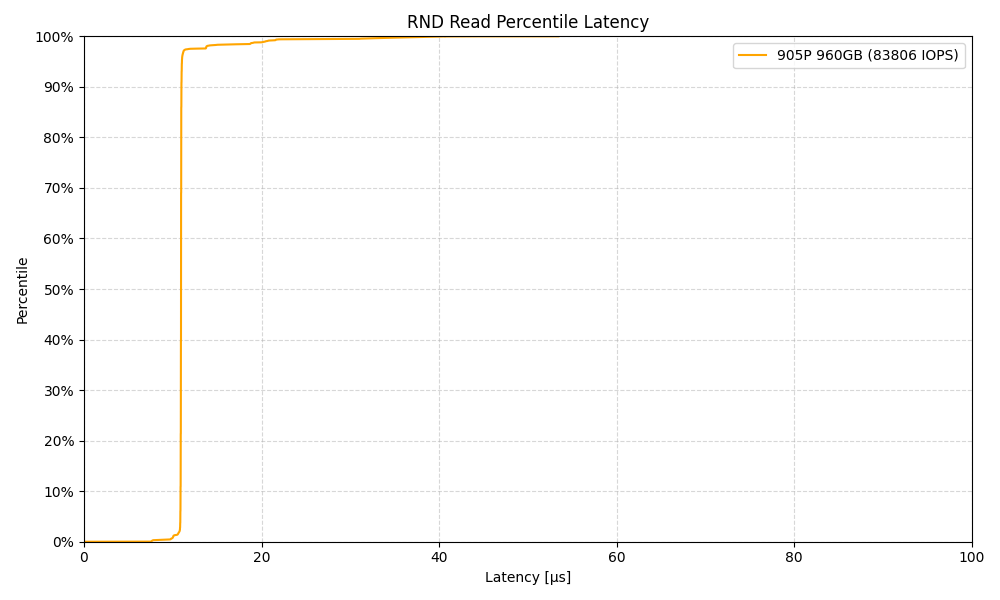 RND Read Percentile Latency
905P 960GB (83806 IOPS)
Percentile
100%
90%
80%
70%
60%
50%
40%
30%
20%
10%
0%
0 20 40 60 80 100
Latency [µs]